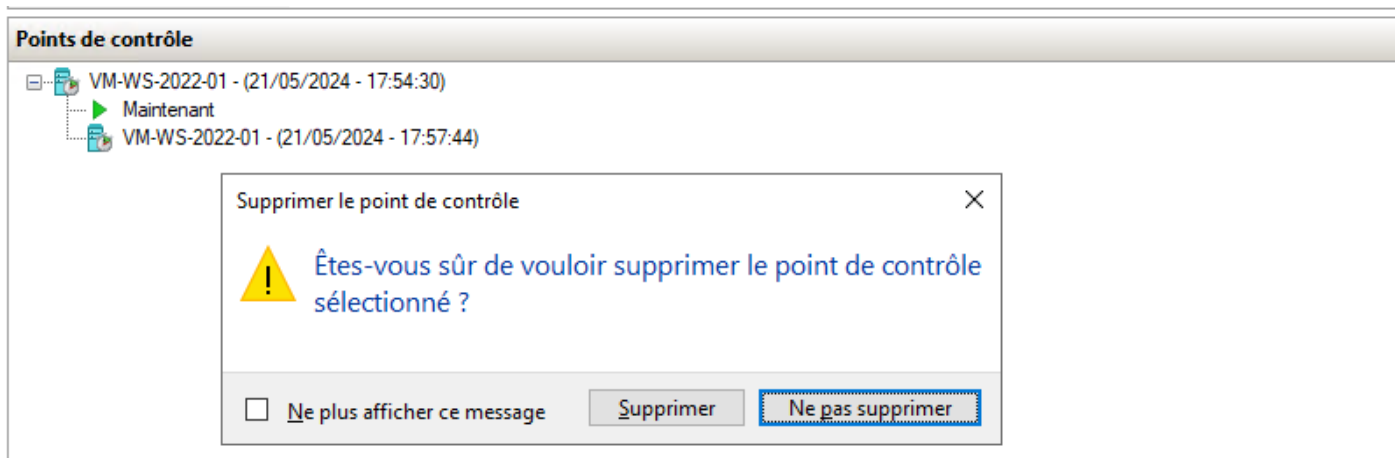 Points de contrôle
VM-WS-2022-01 - (21/05/2024 - 17:54:30)
Maintenant
VM-WS-2022-01 - (21/05/2024 - 17:57:44)
Supprimer le point de contrôle
Êtes-vous sûr de vouloir supprimer le point de contrôle
sélectionné ?
Ne plus afficher ce message
Supprimer
Ne pas supprimer